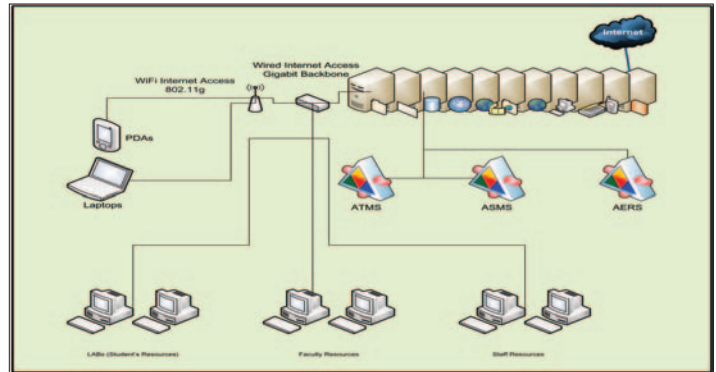 Internet
Wired Internet Access
Gigabit Backbone
WiFi Internet Access
802.11g
PDAs
Laptops
ATMS
ASMS
AERS
LABs (Student's Resources)
Faculty Resources
Staff Resources